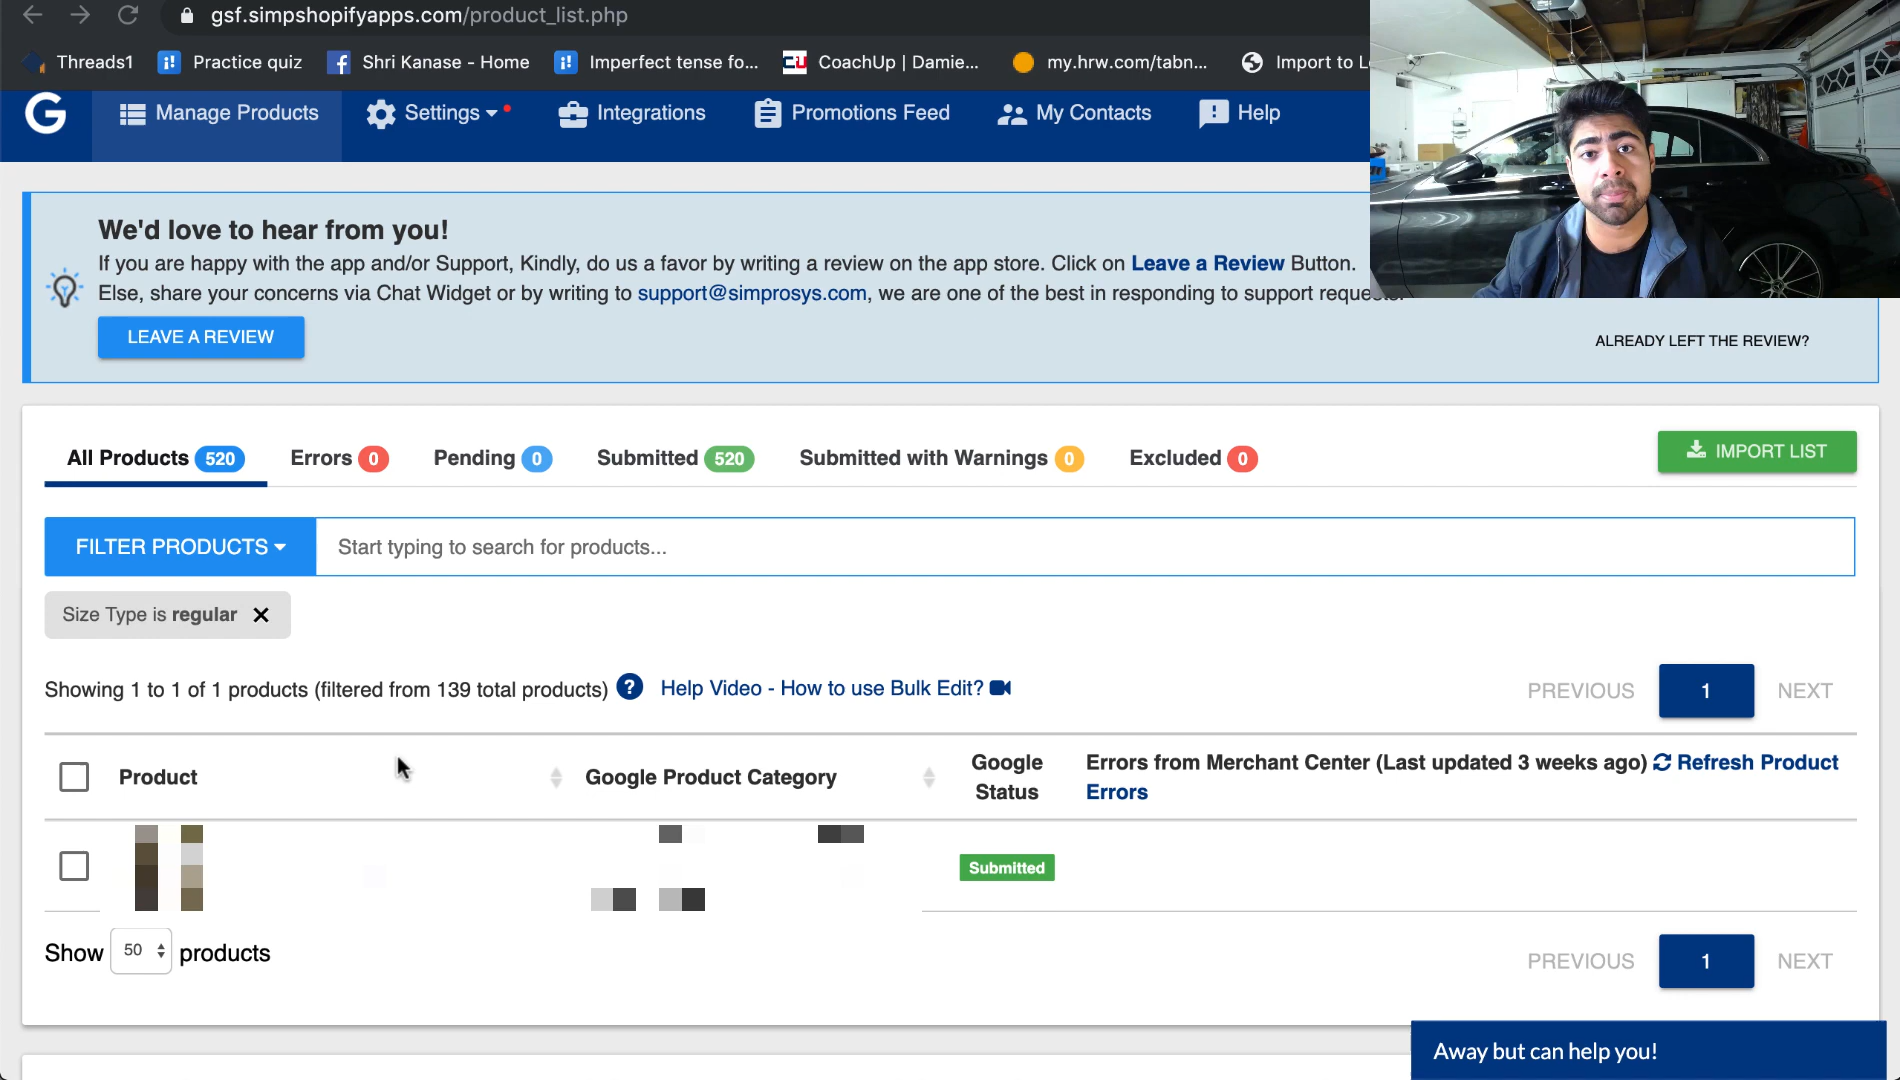 gsf.simpshopifyapps.com/product_list.php
Threads1 Practice quiz Shri Kanase - Home Imperfect tense fo... CoachUp | Damie... my.hrw.com/tabn... Import to L
G Manage Products Settings Integrations Promotions Feed My Contacts Help
We'd love to hear from you!
If you are happy with the app and/or Support, Kindly, do us a favor by writing a review on the app store. Click on Leave a Review Button.
Else, share your concerns via Chat Widget or by writing to support@simprosys.com, we are one of the best in responding to support requests.
LEAVE A REVIEW
ALREADY LEFT THE REVIEW?
All Products 520 Errors 0 Pending 0 Submitted 520 Submitted with Warnings 0 Excluded 0
IMPORT LIST
FILTER PRODUCTS Start typing to search for products...
Size Type is regular
Showing 1 to 1 of 1 products (filtered from 139 total products) ? Help Video - How to use Bulk Edit?
PREVIOUS 1 NEXT
Product Google Product Category Google Status Errors from Merchant Center (Last updated 3 weeks ago) Refresh Product Errors
Submitted
Show 50 products
PREVIOUS 1 NEXT
Away but can help you!